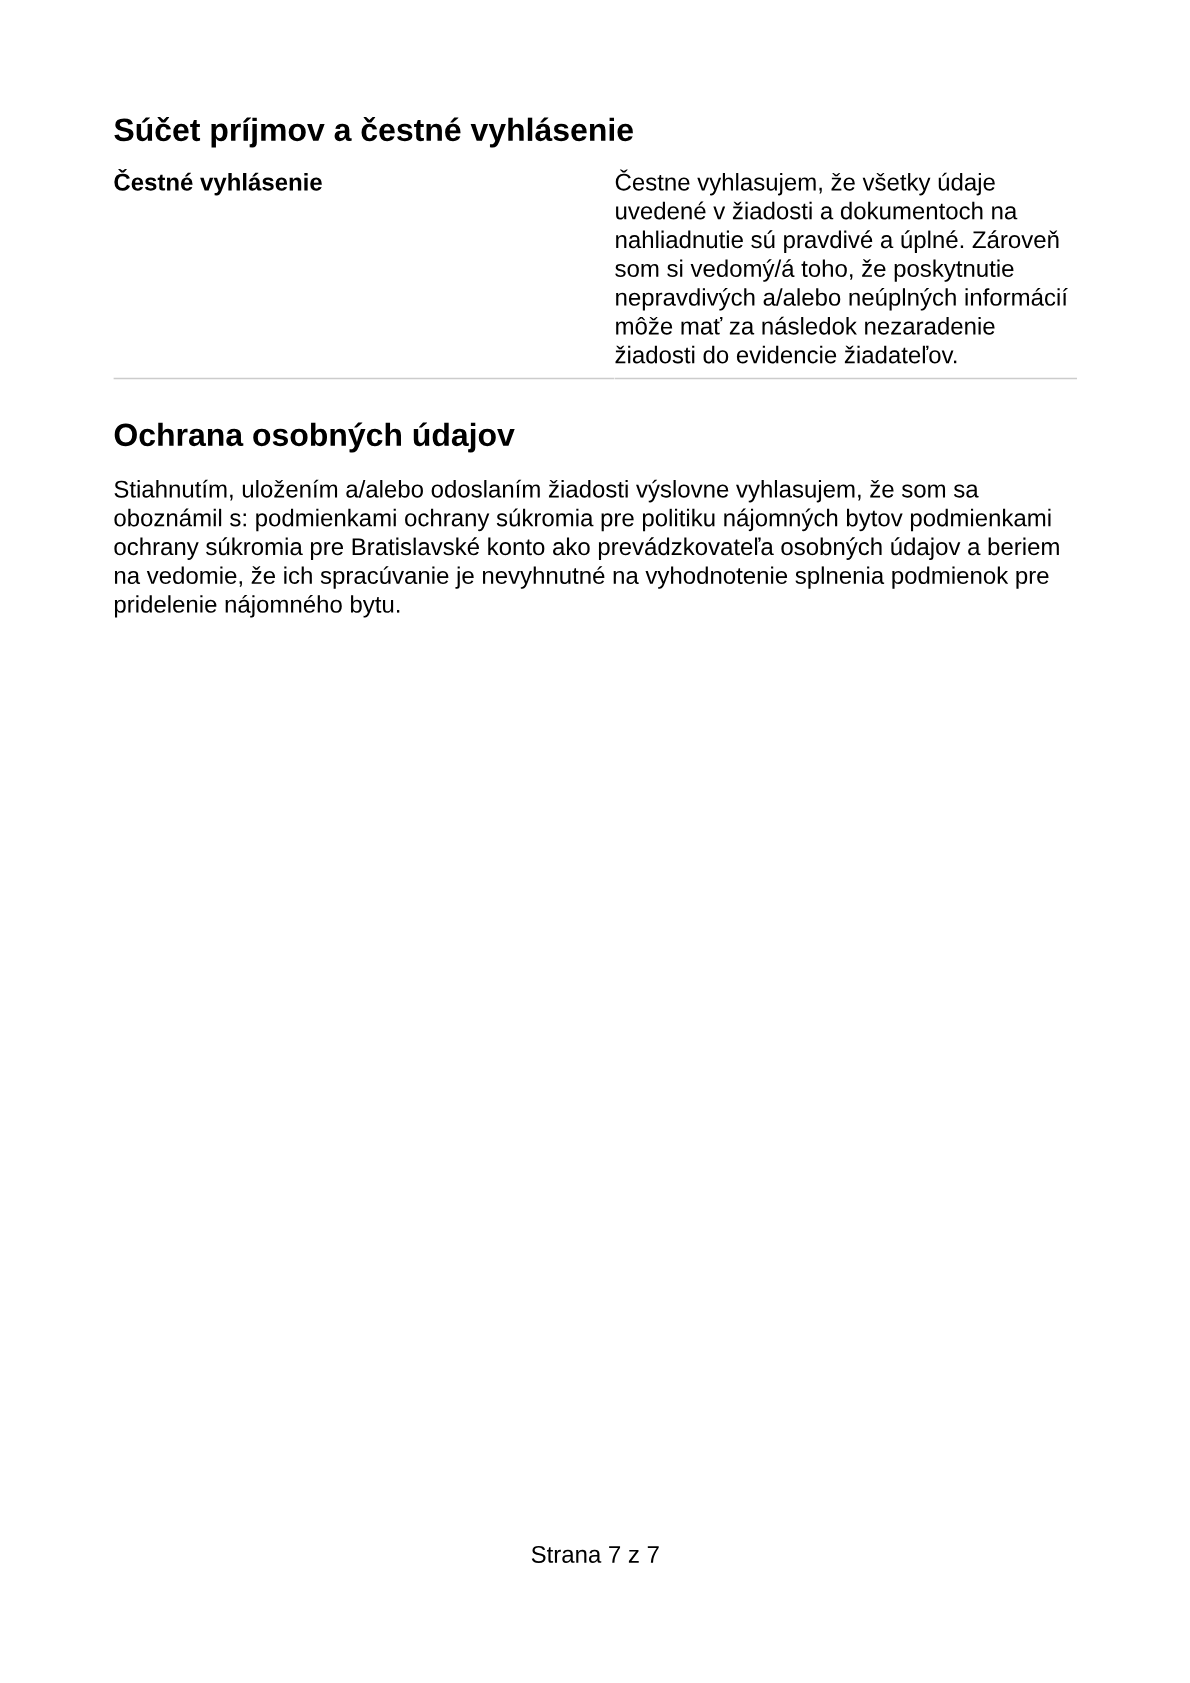 Súčet príjmov a čestné vyhlásenie
Čestné vyhlásenie
Čestne vyhlasujem, že všetky údaje
uvedené v žiadosti a dokumentoch na
nahliadnutie sú pravdivé a úplné. Zároveň
som si vedomý/á toho, že poskytnutie
nepravdivých a/alebo neúplných informácií
môže mať za následok nezaradenie
žiadosti do evidencie žiadateľov.
Ochrana osobných údajov
Stiahnutím, uložením a/alebo odoslaním žiadosti výslovne vyhlasujem, že som sa
oboznámil s: podmienkami ochrany súkromia pre politiku nájomných bytov podmienkami
ochrany súkromia pre Bratislavské konto ako prevádzkovateľa osobných údajov a beriem
na vedomie, že ich spracúvanie je nevyhnutné na vyhodnotenie splnenia podmienok pre
pridelenie nájomného bytu.
Strana 7 z 7